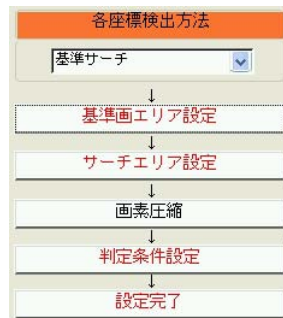 各座標検出方法
基準サーチ
↓
基準画エリア設定
↓
サーチエリア設定
↓
画素圧縮
↓
判定条件設定
↓
設定完了